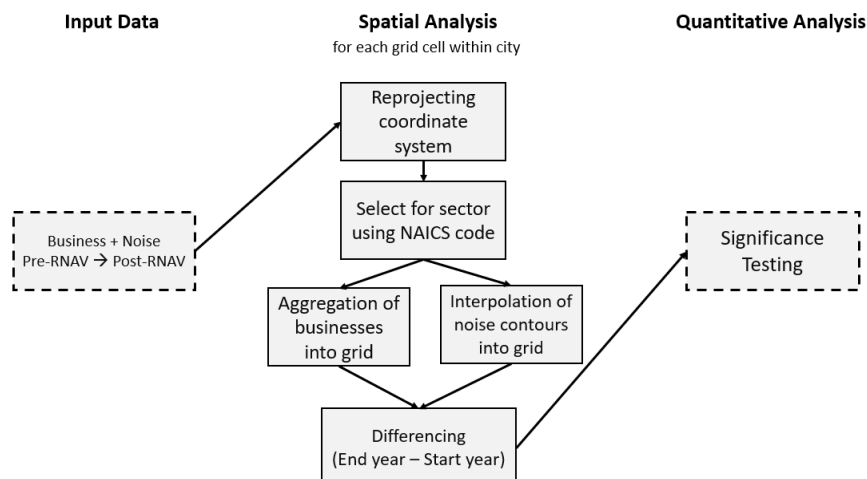 Input Data
Spatial Analysis
for each grid cell within city
Quantitative Analysis
Reprojecting
coordinate
system
Select for sector
using NAICS code
Business + Noise
Pre-RNAV → Post-RNAV
Aggregation of
businesses
into grid
Interpolation of
noise contours
into grid
Differencing
(End year – Start year)
Significance
Testing